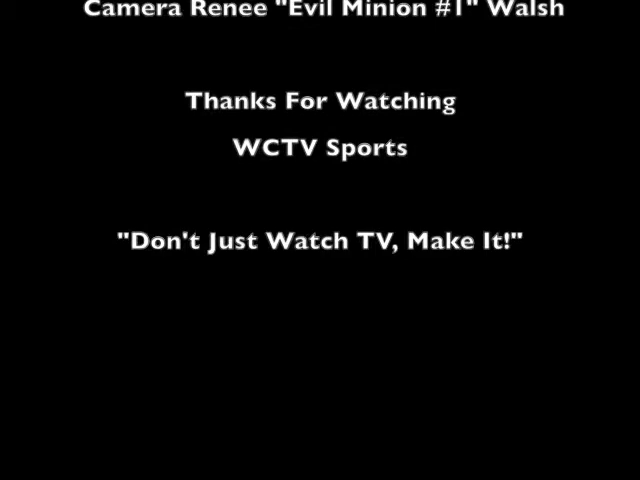 Camera Renee "Evil Minion #1" Walsh
Thanks For Watching
WCTV Sports
"Don't Just Watch TV, Make It!"